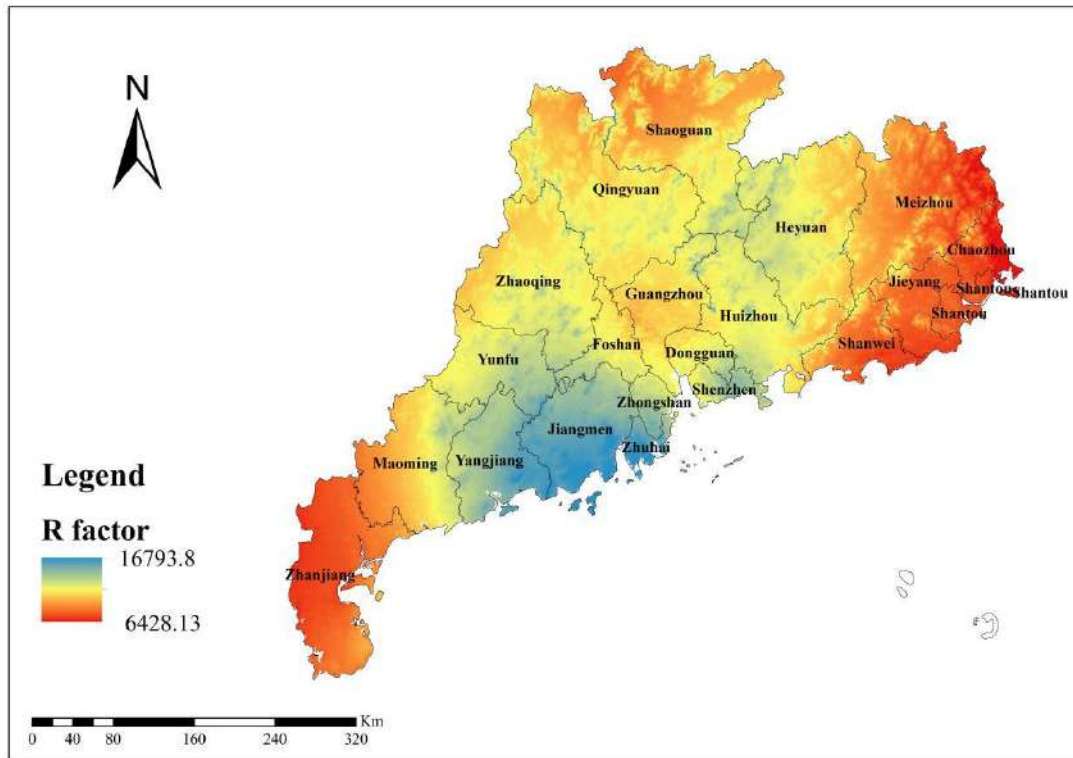 N
Shaoguan
Qingyuan
Meizhou
Heyuan
Chaozhou
Zhaoqing
Jieyang
Shantou
Shantou
Guangzhou
Shantou
Huizhou
Foshan
Shanwei
Dongguan
Yunfu
Shenzhen
Zhongshan
Jiangmen
Zhuhai
Maoming
Yangjiang
Legend
R factor
16793.8
Zhanjiang
6428.13
Km
0 40 80 160 240 320